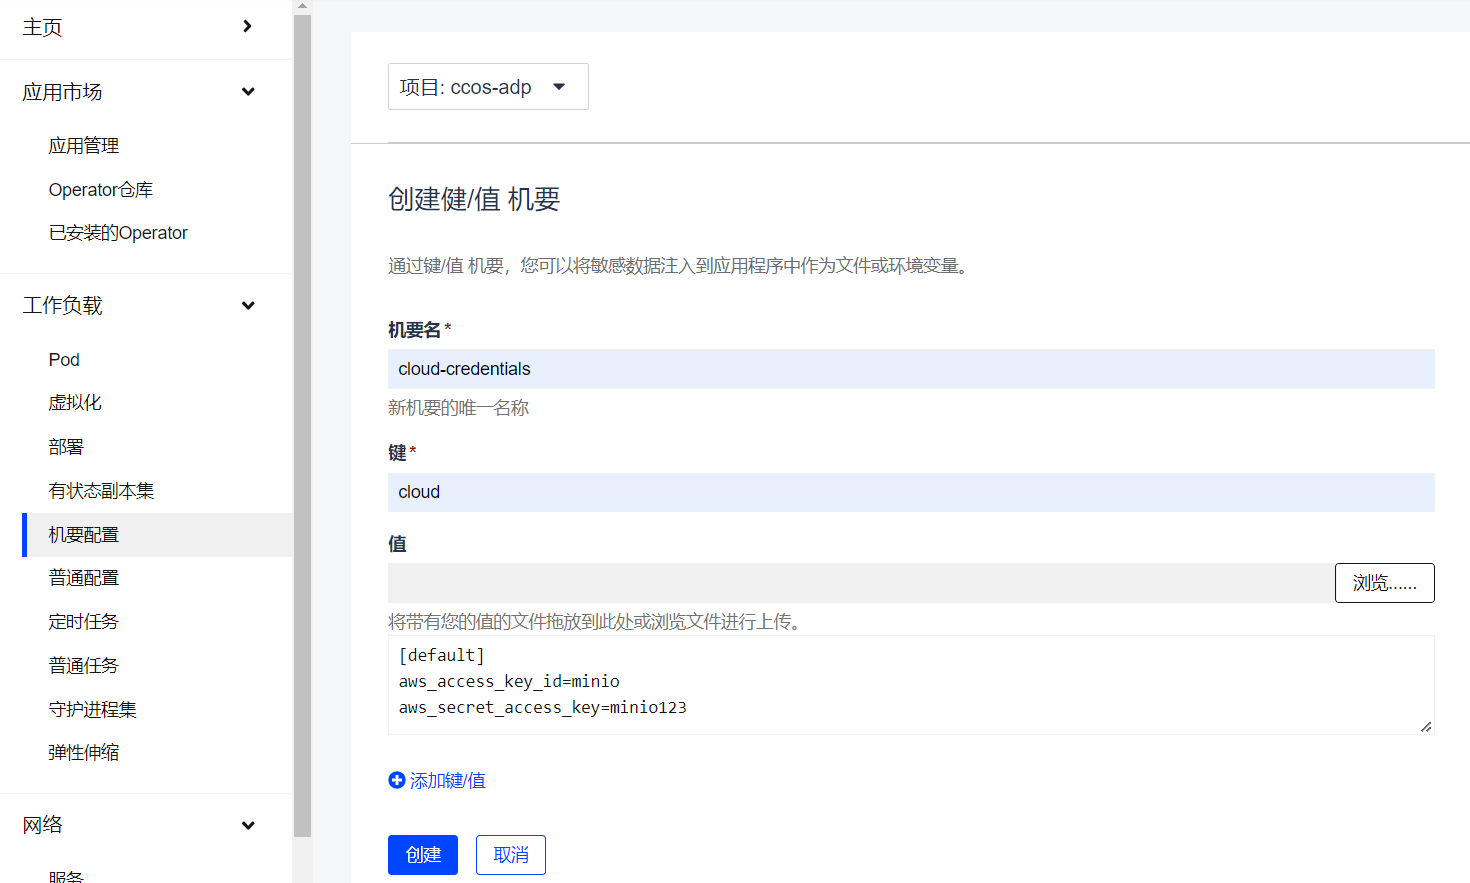 主页
应用市场
应用管理
Operator仓库
已安装的Operator
工作负载
Pod
虚拟化
部署
有状态副本集
机要配置
普通配置
定时任务
普通任务
守护进程集
弹性伸缩
网络
服务
项目: ccos-adp
创建健/值 机要
通过键/值 机要，您可以将敏感数据注入到应用程序中作为文件或环境变量。
机要名*
cloud-credentials
新机要的唯一名称
键*
cloud
值
浏览......
将带有您的值的文件拖放到此处或浏览文件进行上传。
[default]
aws_access_key_id=minio
aws_secret_access_key=minio123
添加键/值
创建
取消